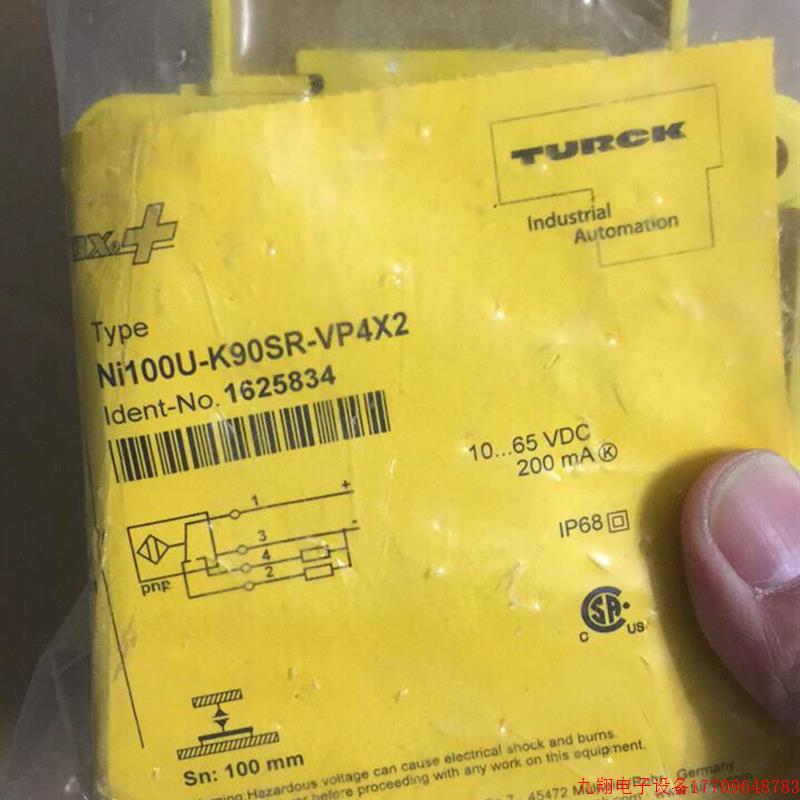 TURCK
Industrial
Automation
Type
Ni100U-K90SR-VP4X2
Ident-No. 1625834
10...65 VDC
200 mA K
1 +
3 -
4
2
pnp
IP68
CSA
C US
Sn: 100 mm
Hazardous voltage can cause electrical shock and burns.
before proceeding with any work on this equipment.
45472
Germany
九翔电子设备17709648783